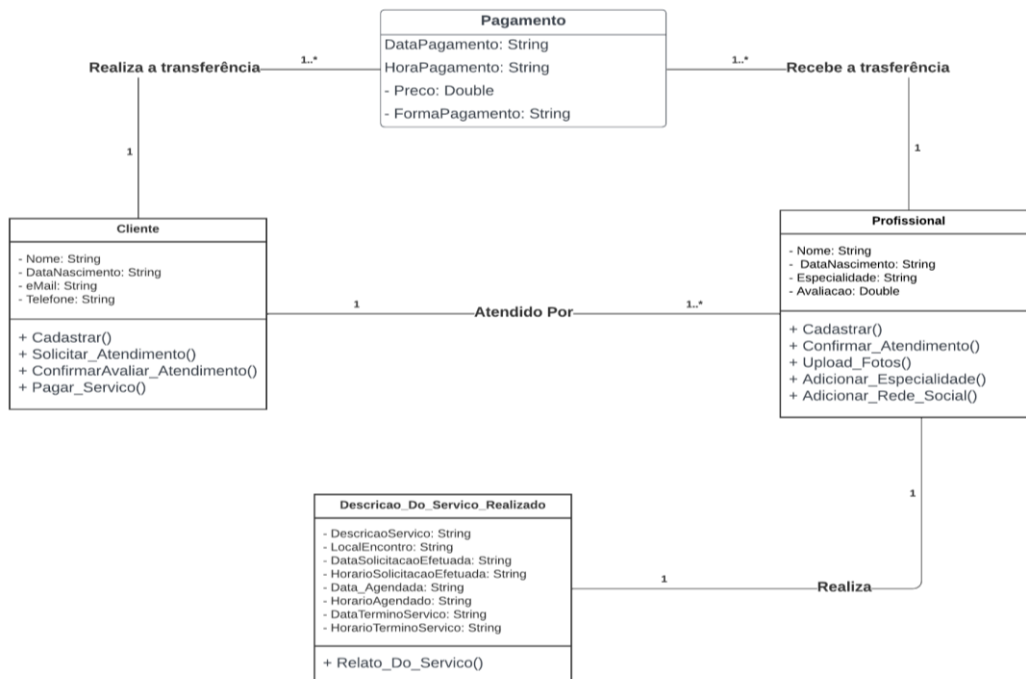 Pagamento
DataPagamento: String
HoraPagamento: String
- Preco: Double
- FormaPagamento: String
Realiza a transferência
1..*
1..*
Recebe a trasferência
1
1
Cliente
- Nome: String
- DataNascimento: String
- eMail: String
- Telefone: String
+ Cadastrar()
+ Solicitar_Atendimento()
+ ConfirmarAvaliar_Atendimento()
+ Pagar_Servico()
1
Atendido Por
1..*
Profissional
- Nome: String
- DataNascimento: String
- Especialidade: String
- Avaliacao: Double
+ Cadastrar()
+ Confirmar_Atendimento()
+ Upload_Fotos()
+ Adicionar_Especialidade()
+ Adicionar_Rede_Social()
1
Descricao_Do_Servico_Realizado
- DescricaoServico: String
- LocalEncontro: String
- DataSolicitacaoEfetuada: String
- HorarioSolicitacaoEfetuada: String
- Data_Agendada: String
- HorarioAgendado: String
- DataTerminoServico: String
- HorarioTerminoServico: String
+ Relato_Do_Servico()
1
Realiza